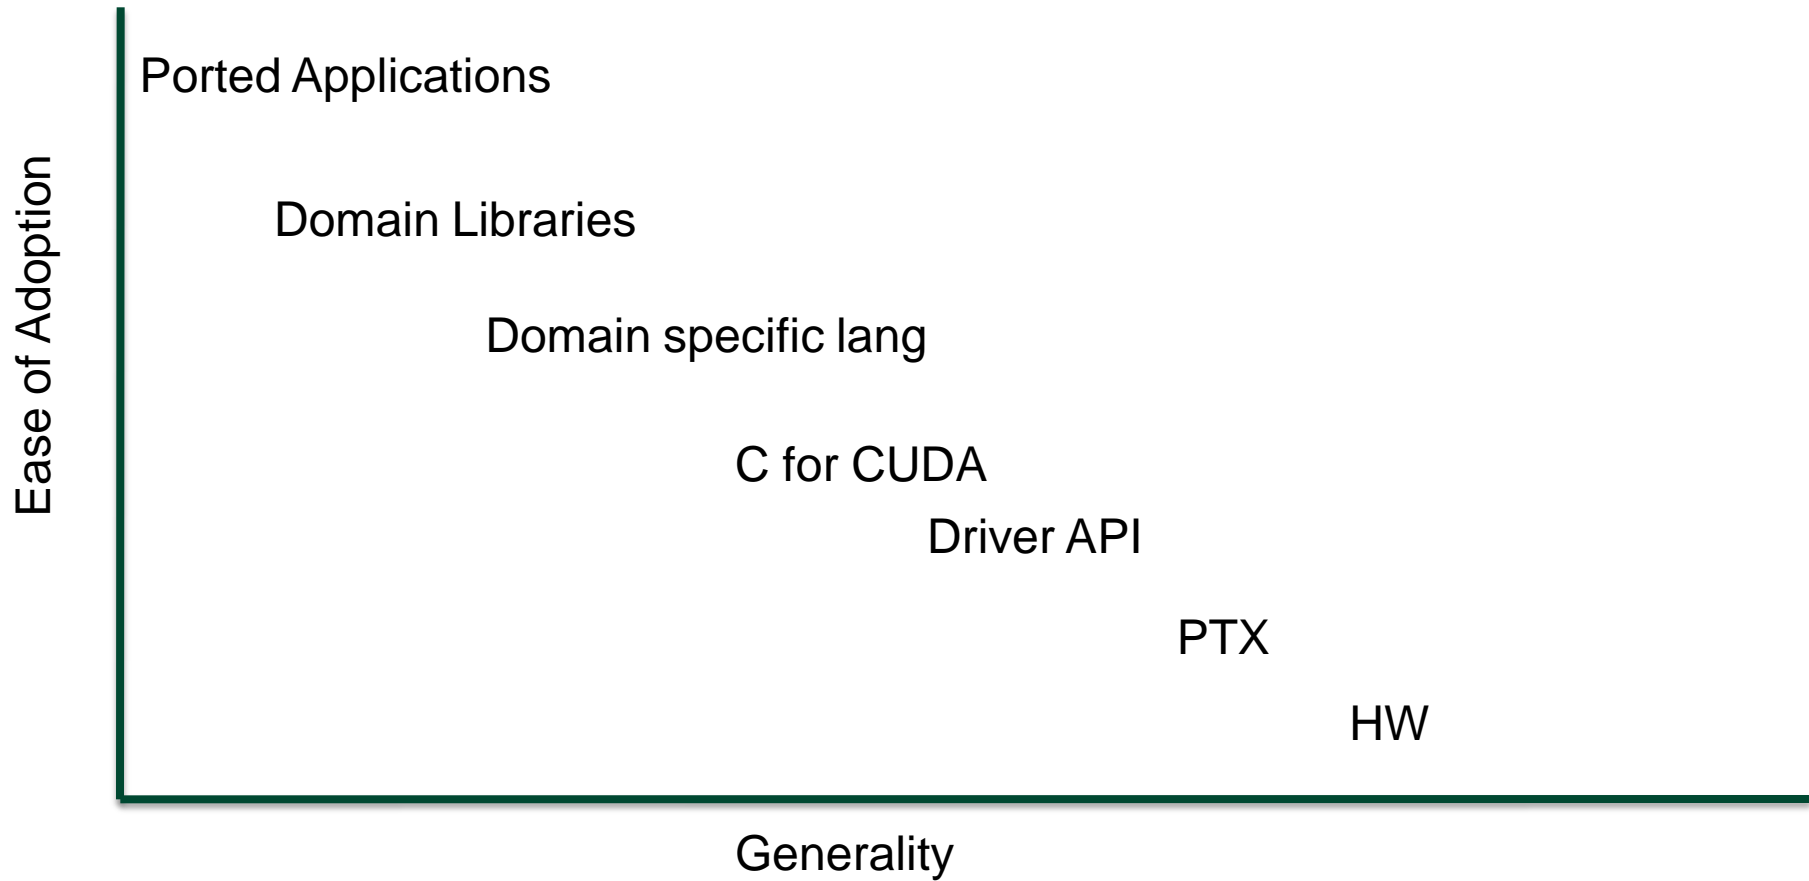 Ported Applications
Ease of Adoption
Domain Libraries
Domain specific lang
C for CUDA
Driver API
PTX
HW
Generality